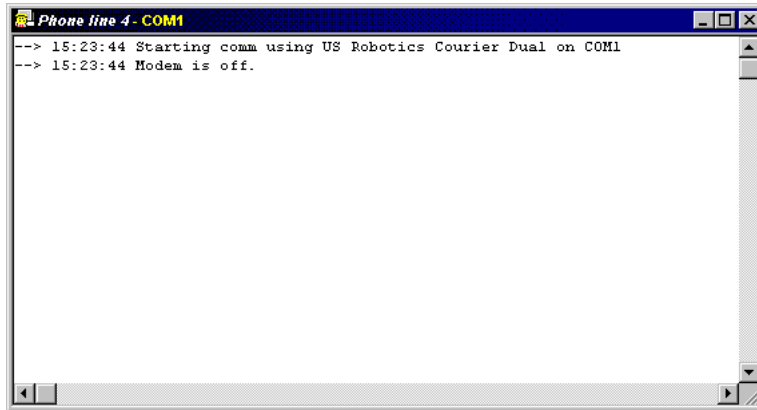 Phone line 4 - COM1
--> 15:23:44 Starting comm using US Robotics Courier Dual on COM1
--> 15:23:44 Modem is off.